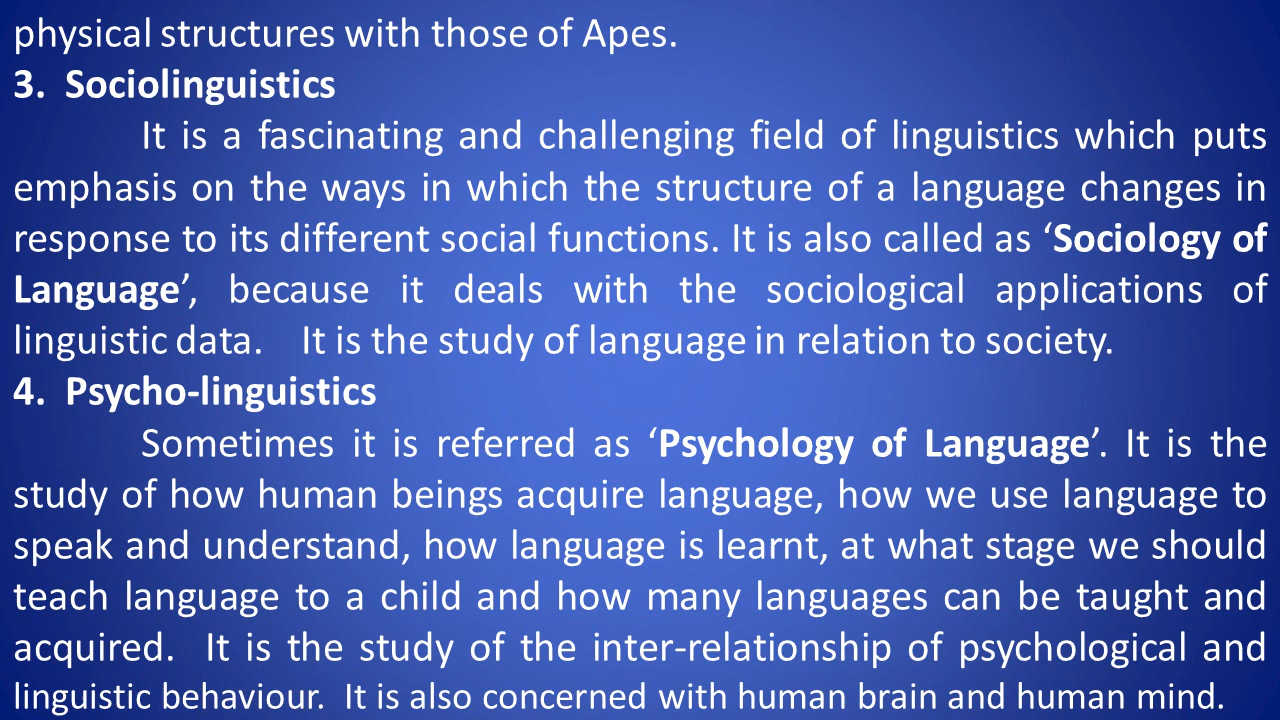 physical structures with those of Apes.
3. Sociolinguistics
It is a fascinating and challenging field of linguistics which puts
emphasis on the ways in which the structure of a language changes in
response to its different social functions. It is also called as ‘Sociology of
Language’, because it deals with the sociological applications of
linguistic data. It is the study of language in relation to society.
4. Psycho-linguistics
Sometimes it is referred as ‘Psychology of Language’. It is the
study of how human beings acquire language, how we use language to
speak and understand, how language is learnt, at what stage we should
teach language to a child and how many languages can be taught and
acquired. It is the study of the inter-relationship of psychological and
linguistic behaviour. It is also concerned with human brain and human mind.